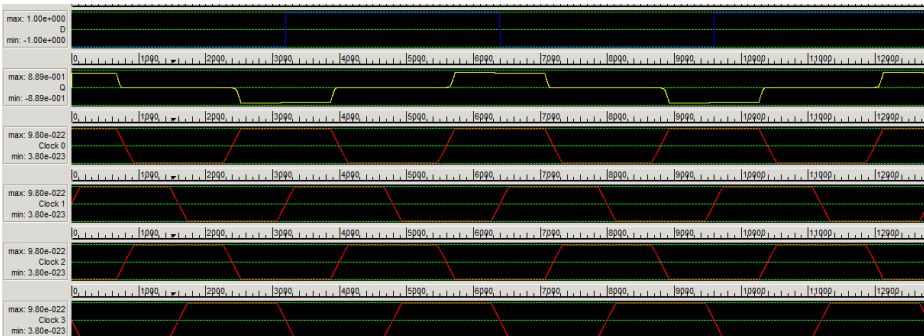 max: 1.00e+000
D
min: -1.00e+000
0 1000 2000 3000 4000 5000 6000 7000 8000 9000 10000 11000 12000
max: 8.89e-001
Q
min: -8.89e-001
0 1000 2000 3000 4000 5000 6000 7000 8000 9000 10000 11000 12000
max: 9.80e-022
Clock 0
min: 3.80e-023
0 1000 2000 3000 4000 5000 6000 7000 8000 9000 10000 11000 12000
max: 9.80e-022
Clock 1
min: 3.80e-023
0 1000 2000 3000 4000 5000 6000 7000 8000 9000 10000 11000 12000
max: 9.80e-022
Clock 2
min: 3.80e-023
0 1000 2000 3000 4000 5000 6000 7000 8000 9000 10000 11000 12000
max: 9.80e-022
Clock 3
min: 3.80e-023